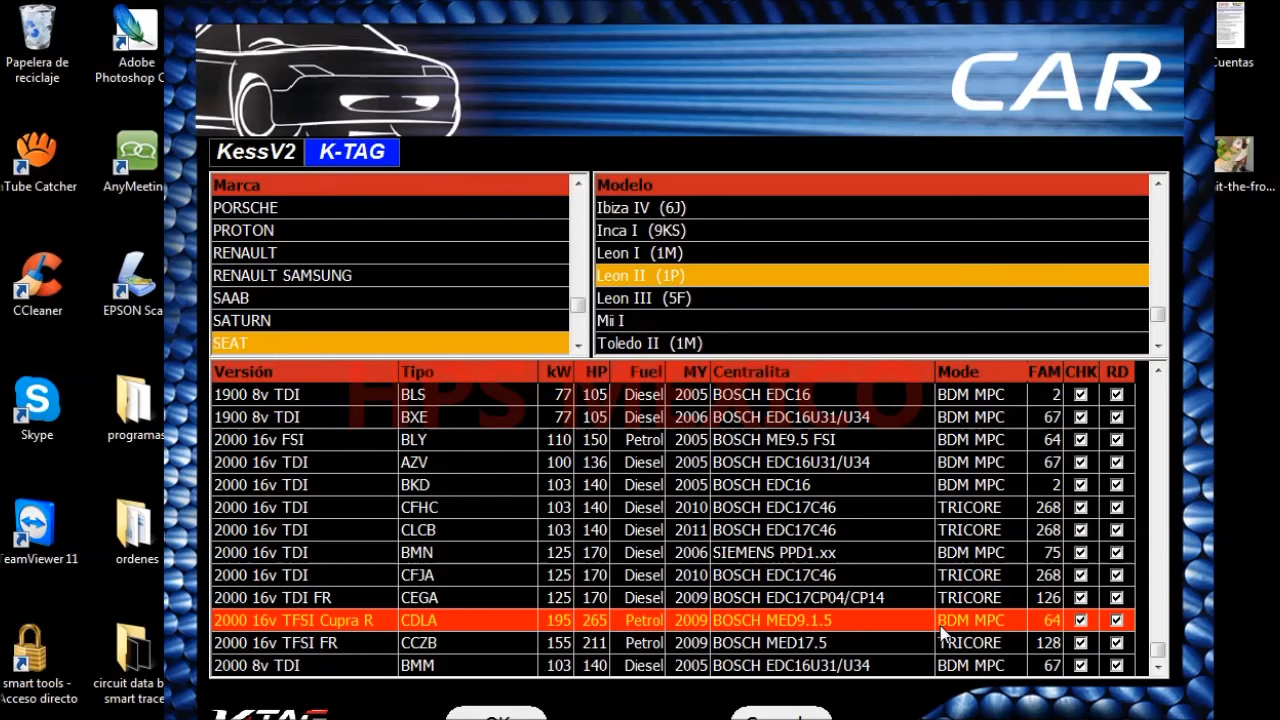 Papelera de
reciclaje
Adobe
Photoshop C
Cuentas
CAR
aTube Catcher
AnyMeetin
it-the-fro...
KessV2 K-TAG
Marca
PORSCHE
PROTON
RENAULT
RENAULT SAMSUNG
SAAB
SATURN
SEAT
Modelo
Ibiza IV (6J)
Inca I (9KS)
Leon I (1M)
Leon II (1P)
Leon III (5F)
Mii I
Toledo II (1M)
CCleaner
EPSON Sca
Skype
programas
TeamViewer 11
ordenes
smart tools -
Acceso directo
circuit data b
smart trace
Versión Tipo kW HP Fuel MY Centralita Mode FAM CHK RD
1900 8v TDI BLS 77 105 Diesel 2005 BOSCH EDC16 BDM MPC 2
1900 8v TDI BXE 77 105 Diesel 2006 BOSCH EDC16U31/U34 BDM MPC 67
2000 16v FSI BLY 110 150 Petrol 2005 BOSCH ME9.5 FSI BDM MPC 64
2000 16v TDI AZV 100 136 Diesel 2005 BOSCH EDC16U31/U34 BDM MPC 67
2000 16v TDI BKD 103 140 Diesel 2005 BOSCH EDC16 BDM MPC 2
2000 16v TDI CFHC 103 140 Diesel 2010 BOSCH EDC17C46 TRICORE 268
2000 16v TDI CLCB 103 140 Diesel 2011 BOSCH EDC17C46 TRICORE 268
2000 16v TDI BMN 125 170 Diesel 2006 SIEMENS PPD1.xx BDM MPC 75
2000 16v TDI CFJA 125 170 Diesel 2010 BOSCH EDC17C46 TRICORE 268
2000 16v TDI FR CEGA 125 170 Diesel 2009 BOSCH EDC17CP04/CP14 TRICORE 126
2000 16v TFSI Cupra R CDLA 195 265 Petrol 2009 BOSCH MED9.1.5 BDM MPC 64
2000 16v TFSI FR CCZB 155 211 Petrol 2009 BOSCH MED17.5 TRICORE 128
2000 8v TDI BMM 103 140 Diesel 2005 BOSCH EDC16U31/U34 BDM MPC 67
K-TAG
OK